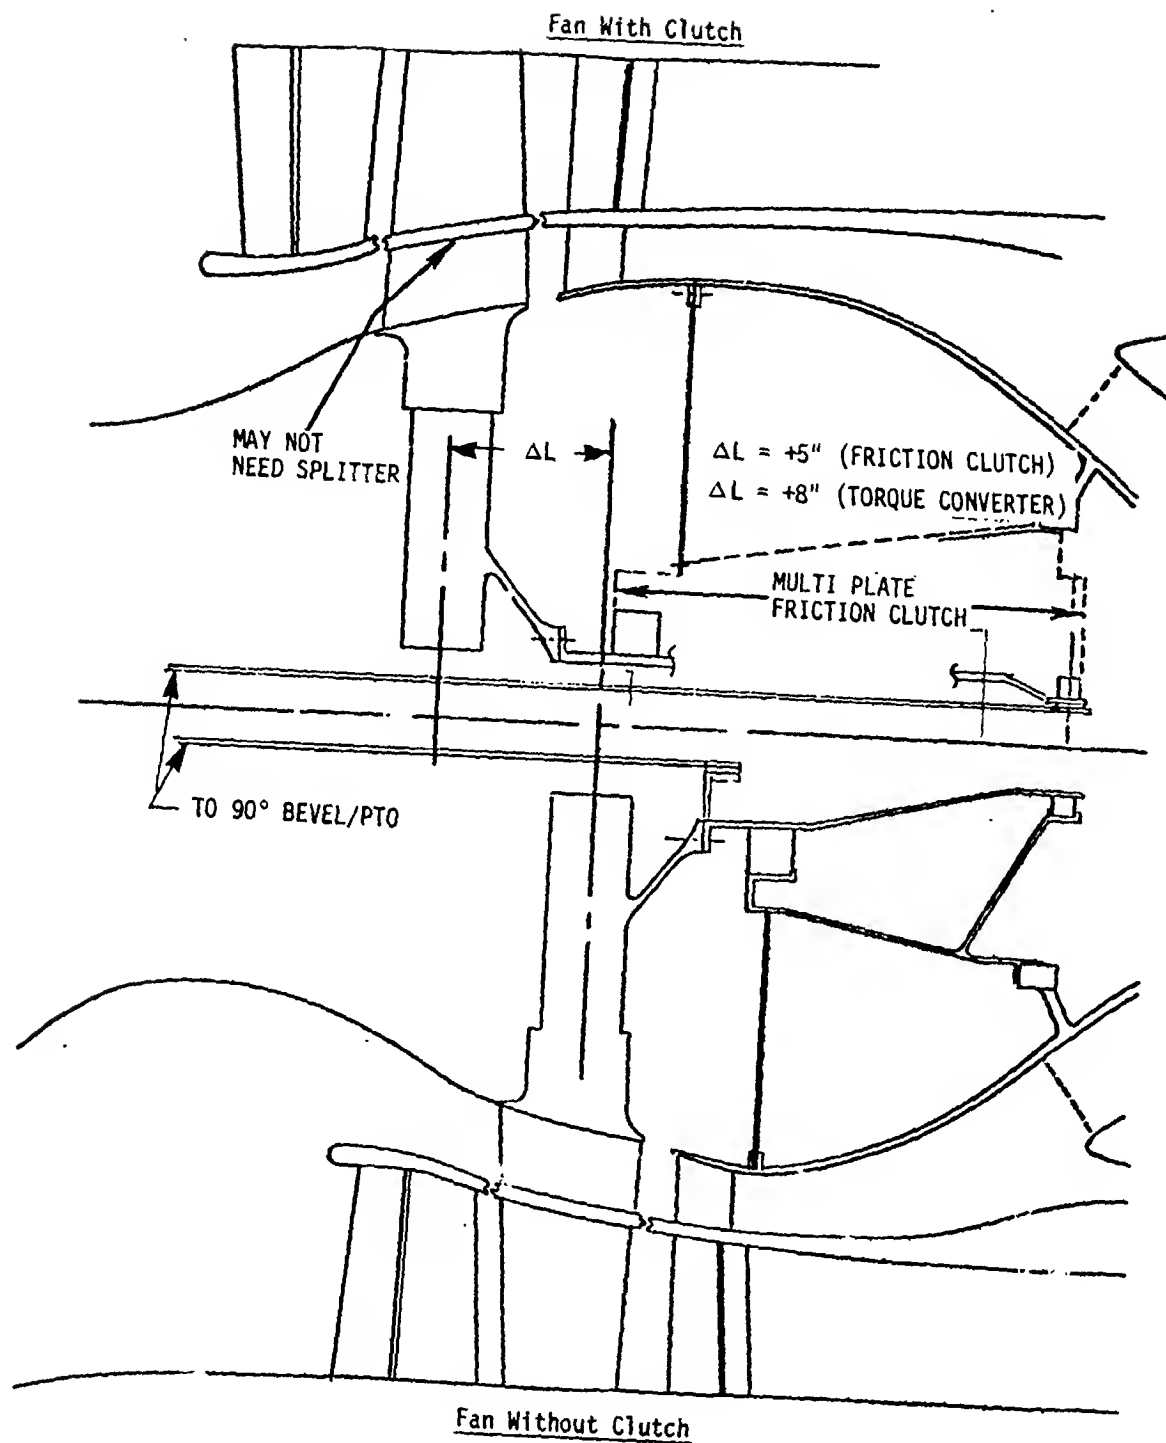 Fan With Clutch
MAY NOT
NEED SPLITTER
ΔL
ΔL = +5" (FRICTION CLUTCH)
ΔL = +8" (TORQUE CONVERTER)
MULTI PLATE
FRICTION CLUTCH
TO 90° BEVEL/PTO
Fan Without Clutch